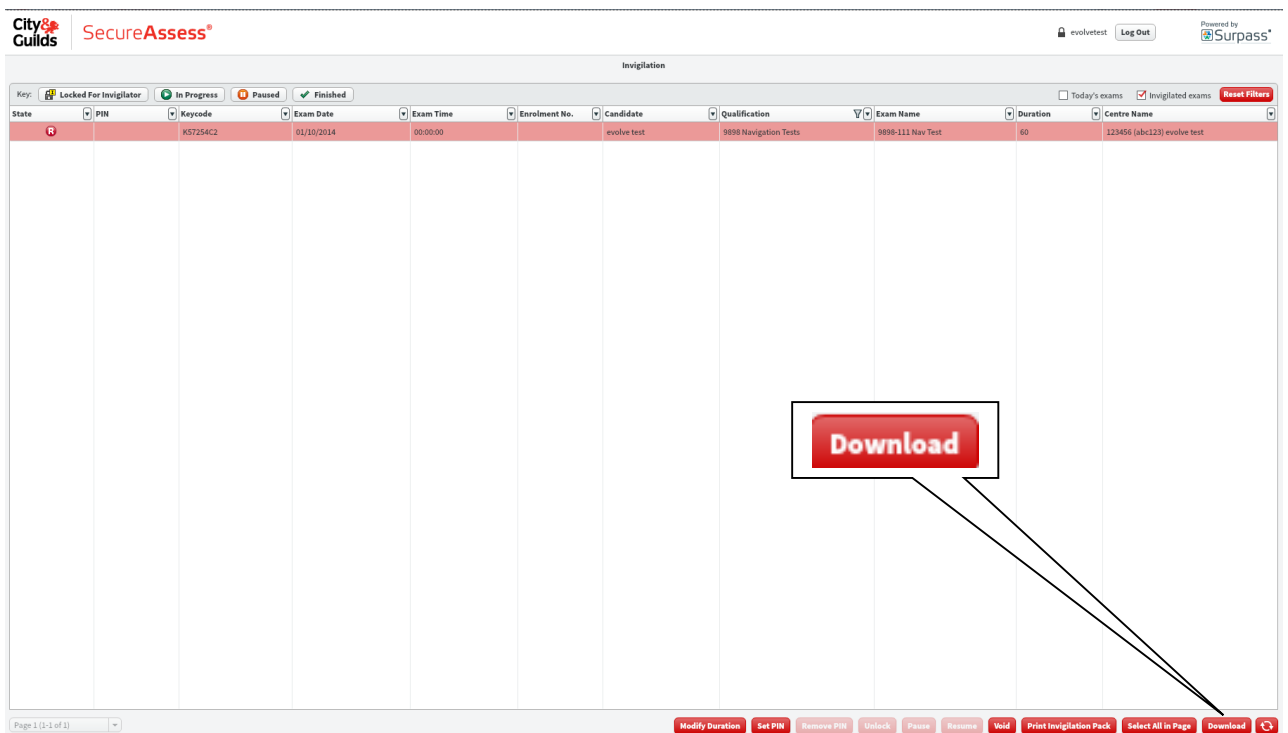 City& Guilds SecureAssess® evolvetest Log Out Powered by Surpass
Invigilation
Key: Locked For Invigilator In Progress Paused Finished Today's exams Invigilated exams Reset Filters
State PIN Keycode Exam Date Exam Time Enrolment No. Candidate Qualification Exam Name Duration Centre Name
R K57254C2 01/10/2014 00:00:00 evolve test 9898 Navigation Tests 9898-111 Nav Test 60 123456 (abc123) evolve test
Download
Page 1 (1-1 of 1) Modify Duration Set PIN Remove PIN Unlock Pause Resume Void Print Invigilation Pack Select All in Page Download